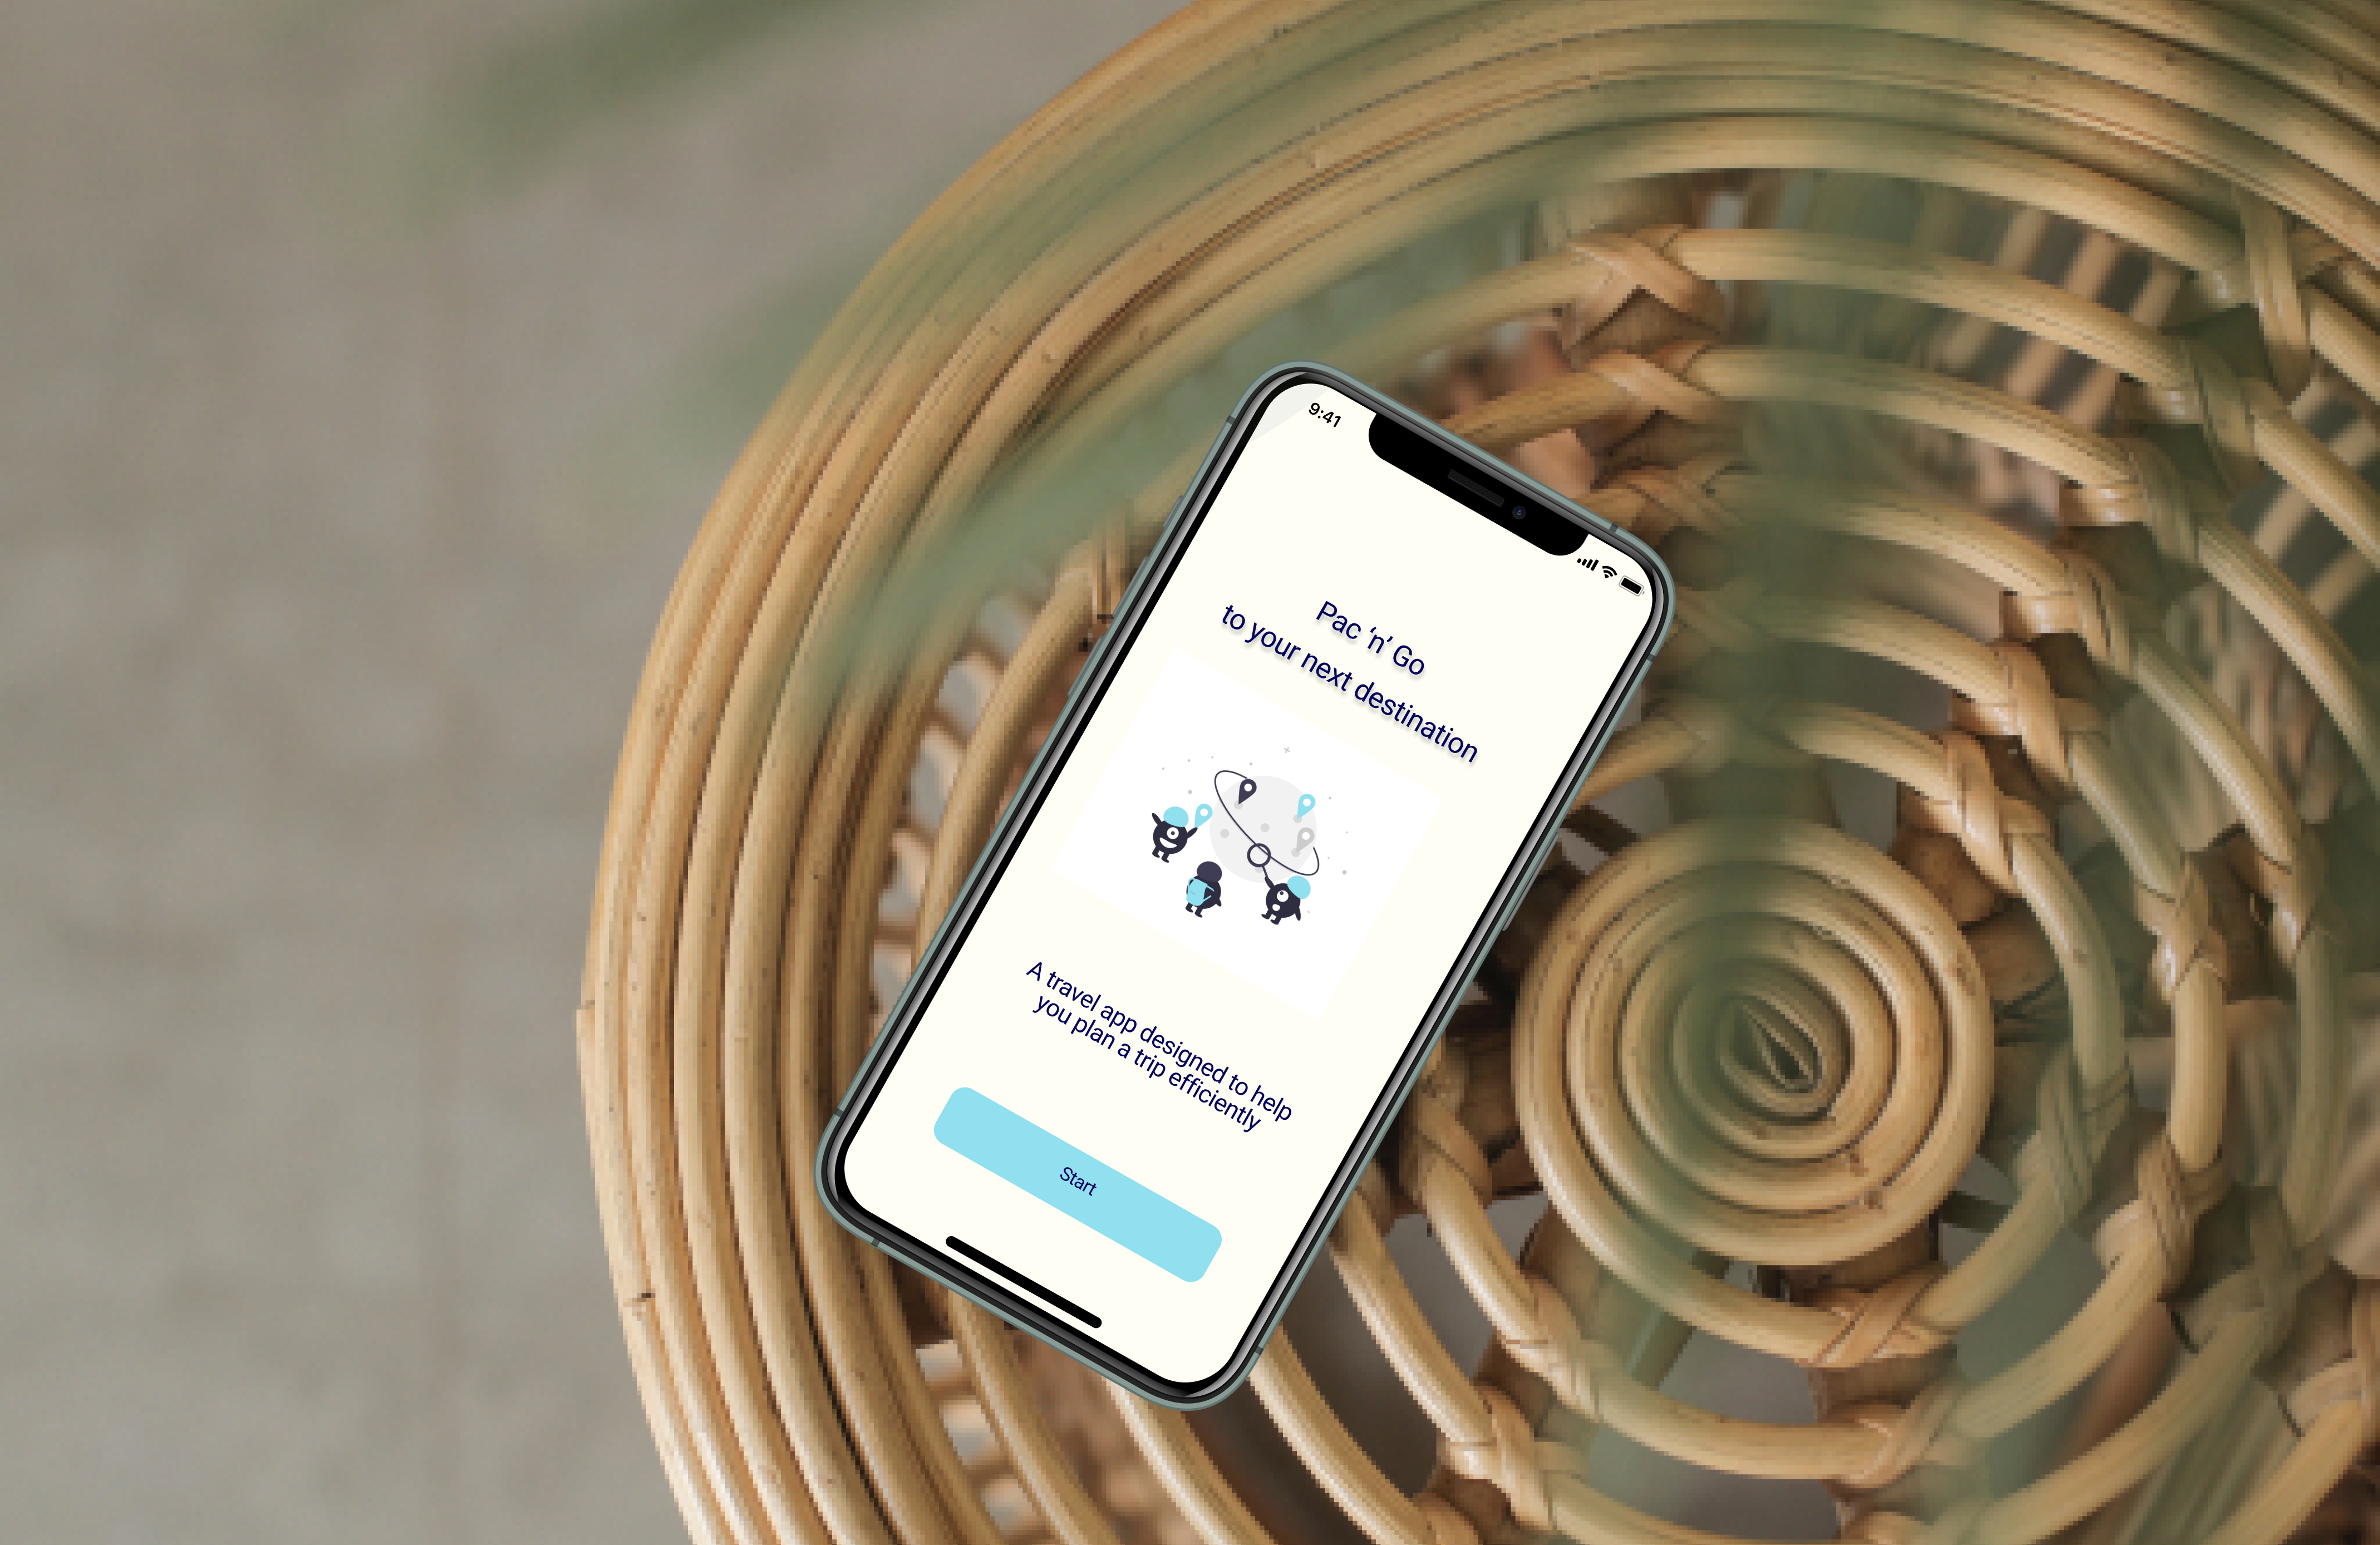 9:41
Pac ‘n’ Go
to your next destination
A travel app designed to help
you plan a trip efficiently
Start